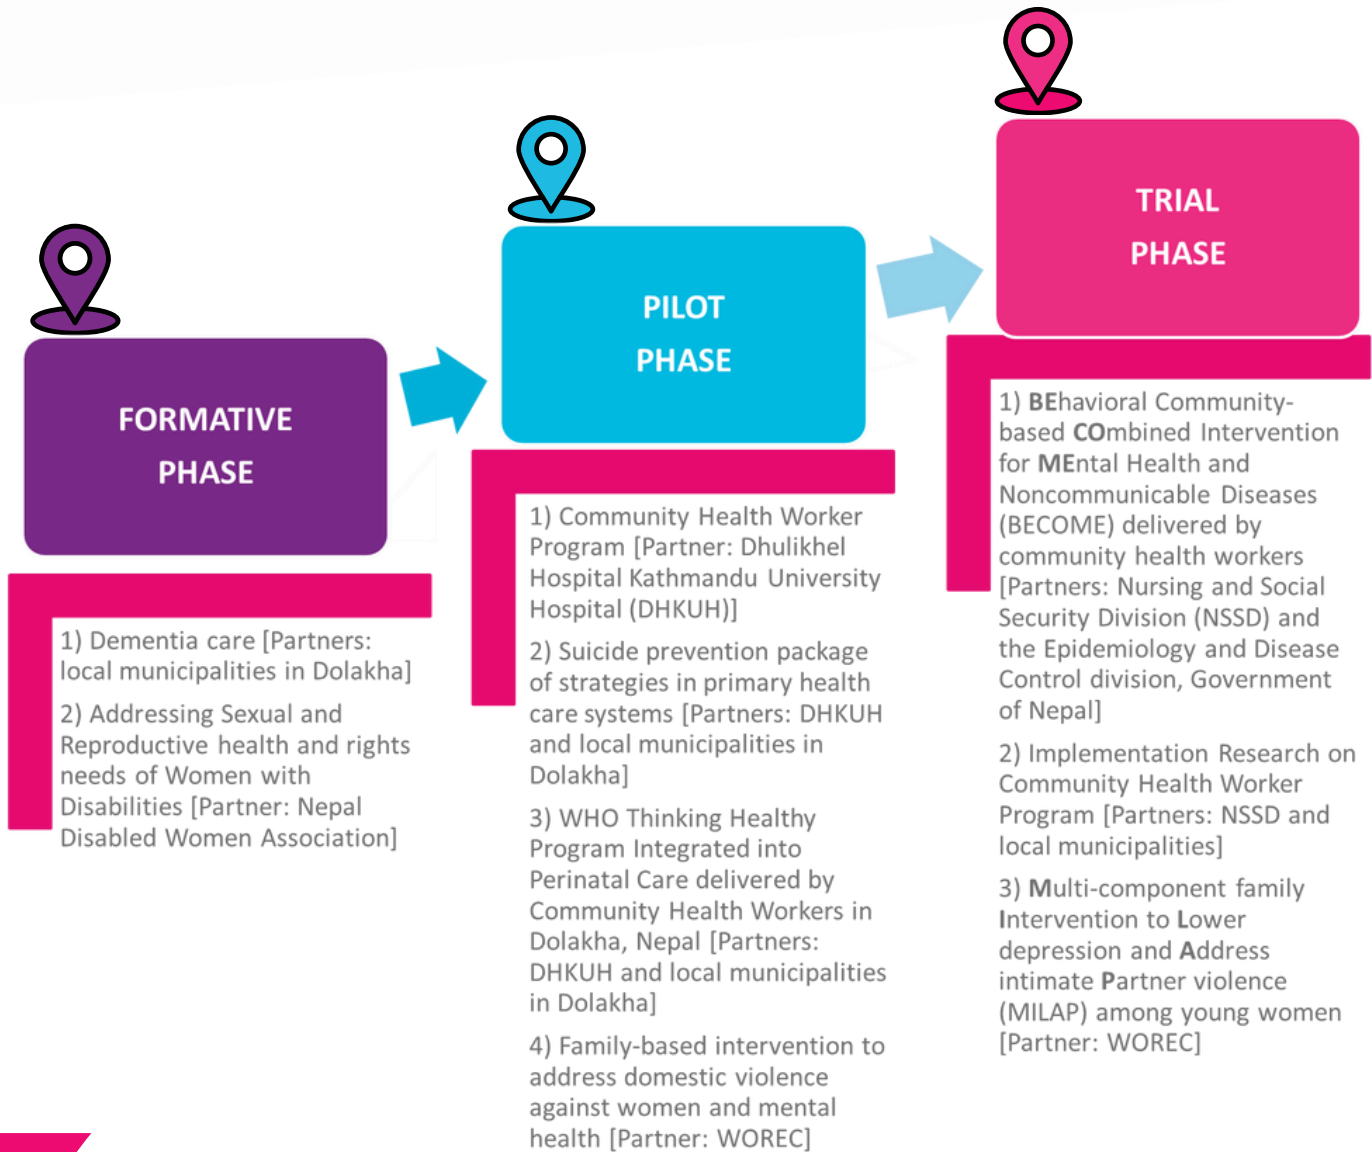 FORMATIVE
PHASE
1) Dementia care [Partners:
local municipalities in Dolakha]
2) Addressing Sexual and
Reproductive health and rights
needs of Women with
Disabilities [Partner: Nepal
Disabled Women Association]
PILOT
PHASE
1) Community Health Worker
Program [Partner: Dhulikhel
Hospital Kathmandu University
Hospital (DHKUH)]
2) Suicide prevention package
of strategies in primary health
care systems [Partners: DHKUH
and local municipalities in
Dolakha]
3) WHO Thinking Healthy
Program Integrated into
Perinatal Care delivered by
Community Health Workers in
Dolakha, Nepal [Partners:
DHKUH and local municipalities
in Dolakha]
4) Family-based intervention to
address domestic violence
against women and mental
health [Partner: WOREC]
TRIAL
PHASE
1) BEhavioral Community-
based COmbined Intervention
for MEntal Health and
Noncommunicable Diseases
(BECOME) delivered by
community health workers
[Partners: Nursing and Social
Security Division (NSSD) and
the Epidemiology and Disease
Control division, Government
of Nepal]
2) Implementation Research on
Community Health Worker
Program [Partners: NSSD and
local municipalities]
3) Multi-component family
Intervention to Lower
depression and Address
intimate Partner violence
(MILAP) among young women
[Partner: WOREC]